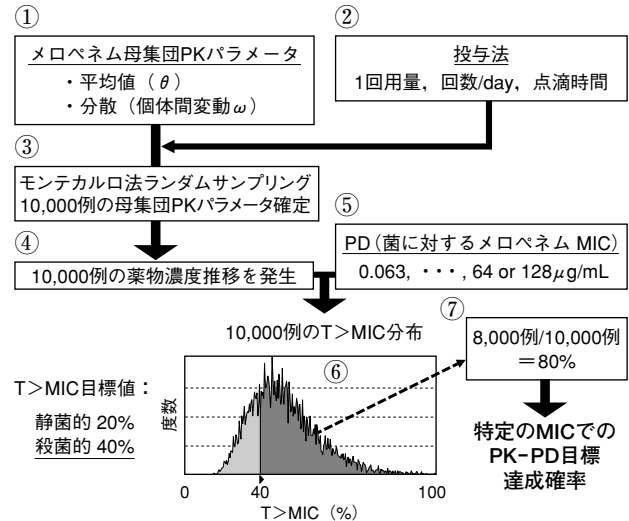 ①
メロペネム母集団PKパラメータ
・平均値(θ)
・分散(個体間変動ω)
②
投与法
1回用量，回数/day，点滴時間
③
モンテカルロ法ランダムサンプリング
10,000例の母集団PKパラメータ確定
④
10,000例の薬物濃度推移を発生
⑤
PD(菌に対するメロペネム MIC)
0.063, ・・・, 64 or 128μg/mL
10,000例のT>MIC分布
⑥
T>MIC目標値：
静菌的 20%
殺菌的 40%
度数
0 40 100
T>MIC (%)
⑦
8,000例/10,000例
＝80%
特定のMICでの
PK-PD目標
達成確率